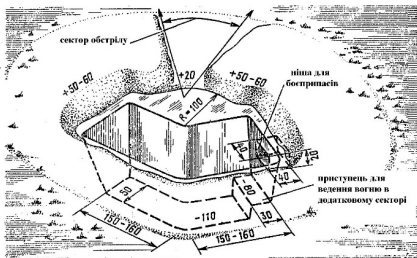 сектор обстрілу
+20
+50-60
+50-60
ніша для
боєприпасів
R=100
20
40
40
приступець для
ведення вогню в
додатковому секторі
50
80
-110
30
150-160
150-160